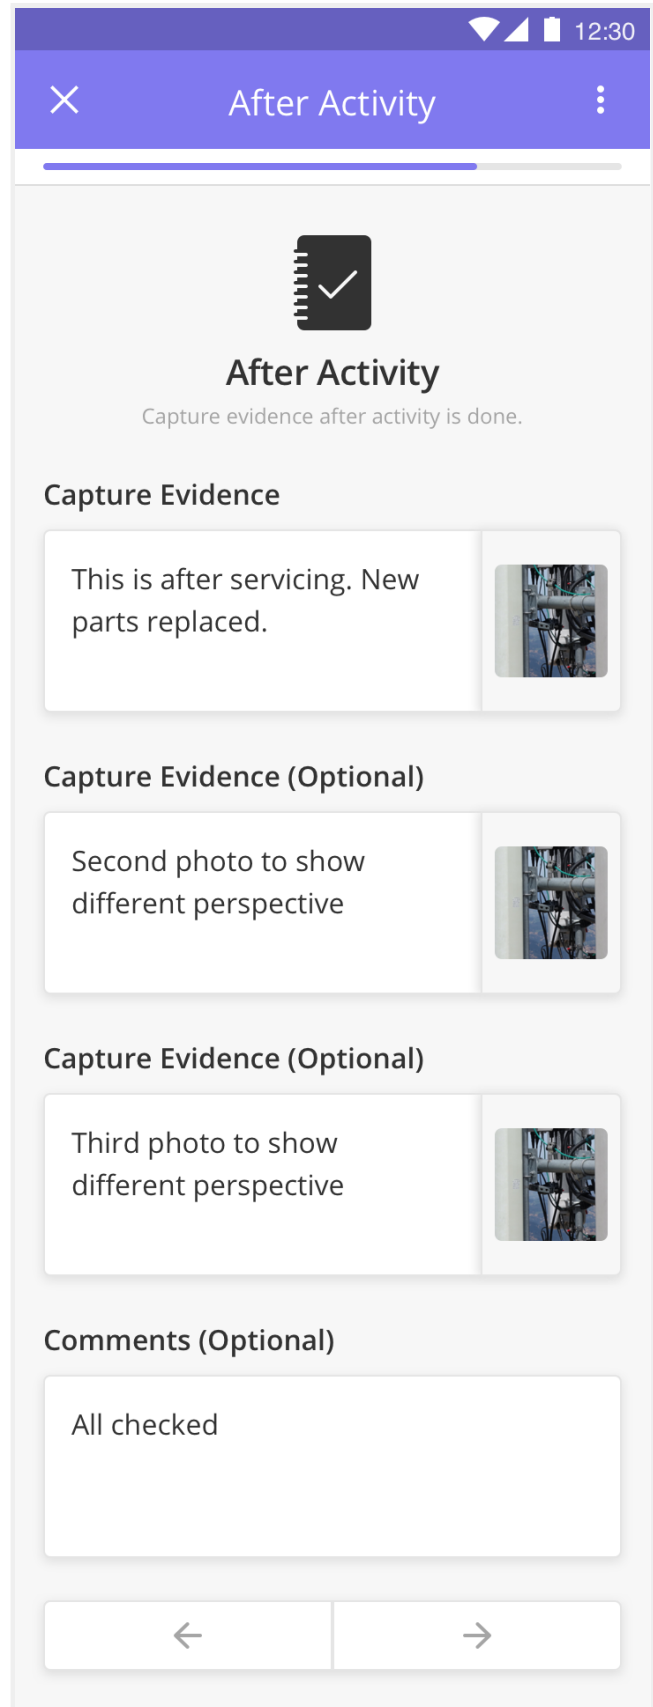 12:30
After Activity
After Activity
Capture evidence after activity is done.
Capture Evidence
This is after servicing. New
parts replaced.
Capture Evidence (Optional)
Second photo to show
different perspective
Capture Evidence (Optional)
Third photo to show
different perspective
Comments (Optional)
All checked